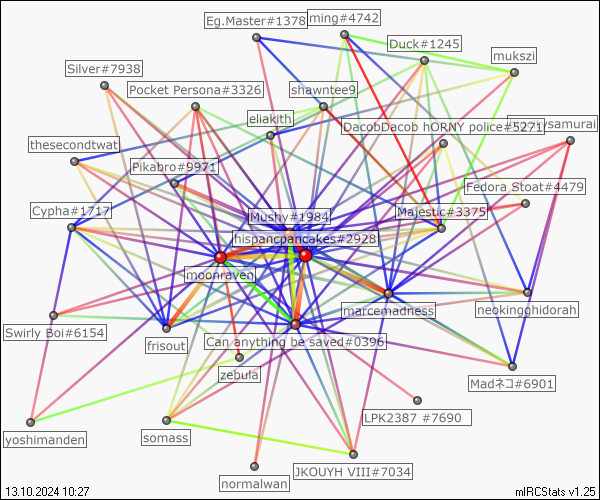 Eg.Master#1378
ming#4742
Duck#1245
mukszi
Silver#7938
Pocket Persona#3326
shawntee9
eliakith
DacobDacob hORNY police#5271
ysamurai
thesecondtwat
Pikabro#9971
Fedora Stoat#4479
Cypha#1717
Mushy#1984
Majestic#3375
hispanicpancakes#2928
moonraven
marcemadness
neokingghidorah
Swirly Boi#6154
frisout
Can anything be saved#0396
zebula
Madネコ#6901
LPK2387 #7690
yoshimanden
somass
normalwan
JKOUYH VIII#7034
13.10.2024 10:27
mIRCStats v1.25